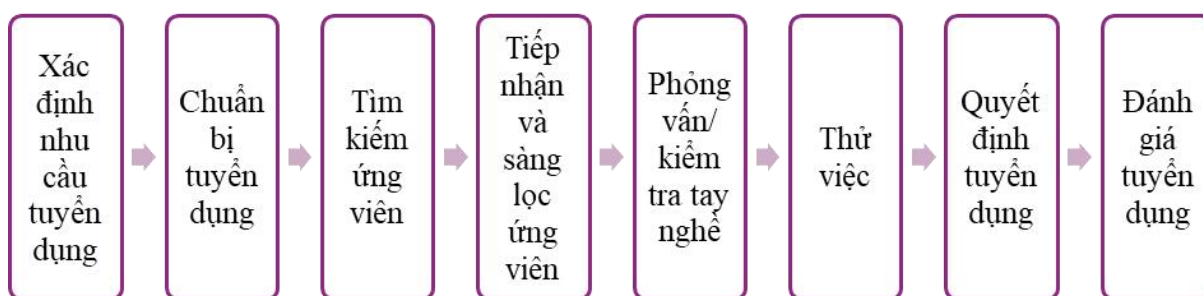 Xác
định
nhu
cầu
tuyển
dụng
Chuẩn
bị
tuyển
dụng
Tìm
kiếm
ứng
viên
Tiếp
nhận
và
sàng
lọc
ứng
viên
Phỏng
vấn/
kiểm
tra tay
nghề
Thử
việc
Quyết
định
tuyển
dụng
Đánh
giá
tuyển
dụng